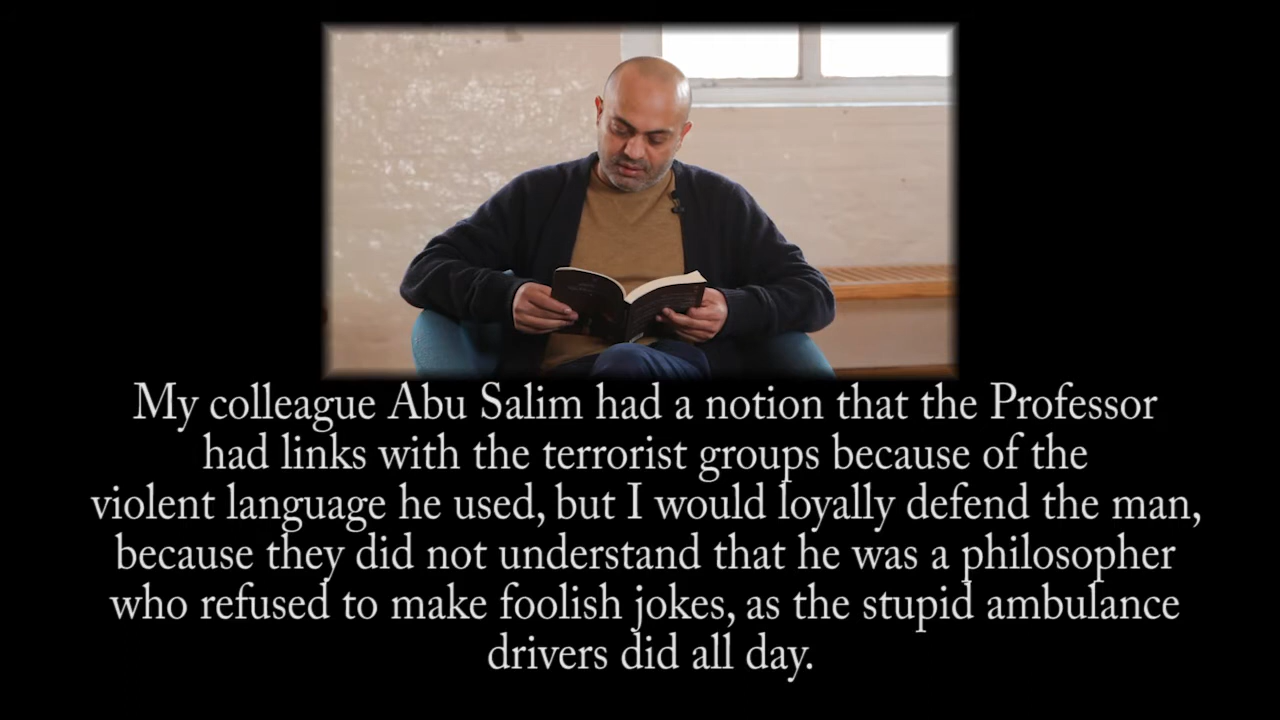 My colleague Abu Salim had a notion that the Professor
had links with the terrorist groups because of the
violent language he used, but I would loyally defend the man,
because they did not understand that he was a philosopher
who refused to make foolish jokes, as the stupid ambulance
drivers did all day.